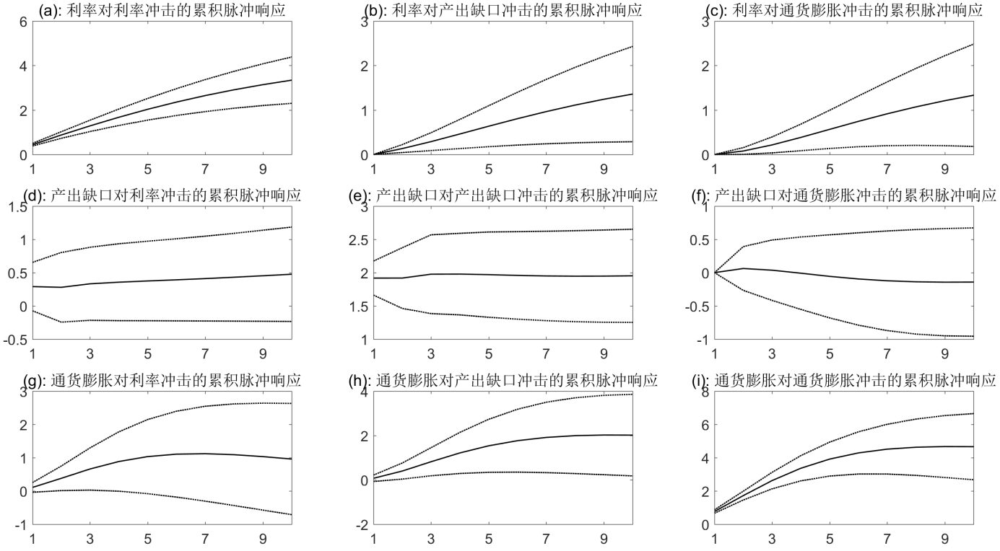 (a): 利率对利率冲击的累积脉冲响应
6
4
2
0
1 3 5 7 9
(b): 利率对产出缺口冲击的累积脉冲响应
3
2
1
0
1 3 5 7 9
(c): 利率对通货膨胀冲击的累积脉冲响应
3
2
1
0
1 3 5 7 9
(d): 产出缺口对利率冲击的累积脉冲响应
1.5
1
0.5
0
-0.5
1 3 5 7 9
(e): 产出缺口对产出缺口冲击的累积脉冲响应
3
2.5
2
1.5
1
1 3 5 7 9
(f): 产出缺口对通货膨胀冲击的累积脉冲响应
1
0.5
0
-0.5
-1
1 3 5 7 9
(g): 通货膨胀对利率冲击的累积脉冲响应
3
2
1
0
-1
1 3 5 7 9
(h): 通货膨胀对产出缺口冲击的累积脉冲响应
4
2
0
-2
1 3 5 7 9
(i): 通货膨胀对通货膨胀冲击的累积脉冲响应
8
6
4
2
0
1 3 5 7 9